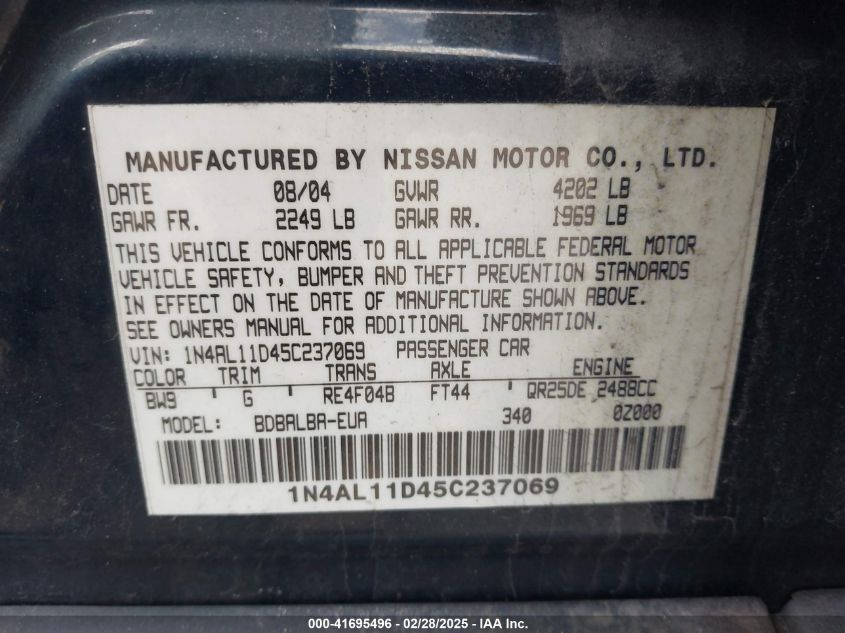 MANUFACTURED BY NISSAN MOTOR CO., LTD.
DATE 08/04 GVWR 4202 LB
GAWR FR. 2249 LB GAWR RR. 1969 LB
THIS VEHICLE CONFORMS TO ALL APPLICABLE FEDERAL MOTOR
VEHICLE SAFETY, BUMPER AND THEFT PREVENTION STANDARDS
IN EFFECT ON THE DATE OF MANUFACTURE SHOWN ABOVE.
SEE OWNERS MANUAL FOR ADDITIONAL INFORMATION.
VIN: 1N4AL11D45C237069 PASSENGER CAR
COLOR TRIM TRANS AXLE ENGINE
BW9 G RE4F04B FT44 QR25DE 2488CC
MODEL: BDBALBA-EUA 340 0Z000
1N4AL11D45C237069
000-41695496 - 02/28/2025 - IAA Inc.